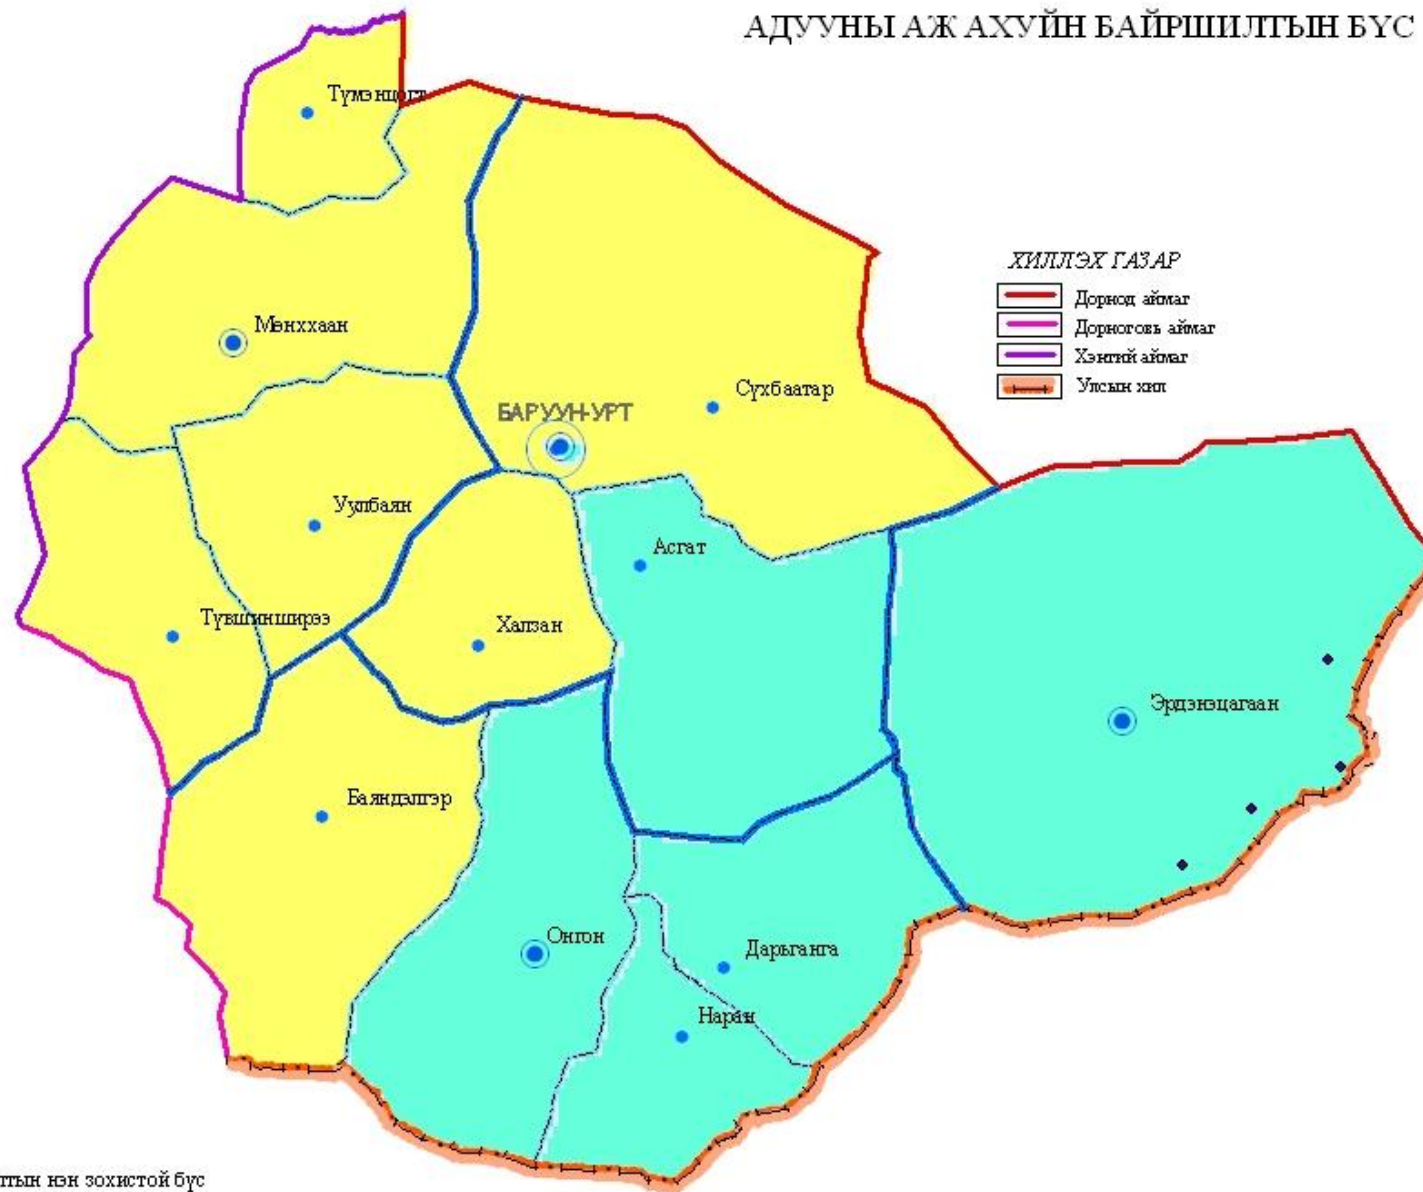 АДУУНЫ АЖ АХУЙН БАЙРШИЛТЫН БҮС
Түмэнцогт
ХИЛЛЭХ ГАЗАР
Дорнод аймаг
Дорноговь аймаг
Хэнтий аймаг
Улсын хил
Мөнххаан
Сүхбаатар
БАРУУН-УРТ
Уулбаян
Асгат
Түвшинширээ
Халзан
Эрдэнэцагаан
Баяндэлгэр
Онгон
Дарьганга
Наран
нэн зохистой бүс